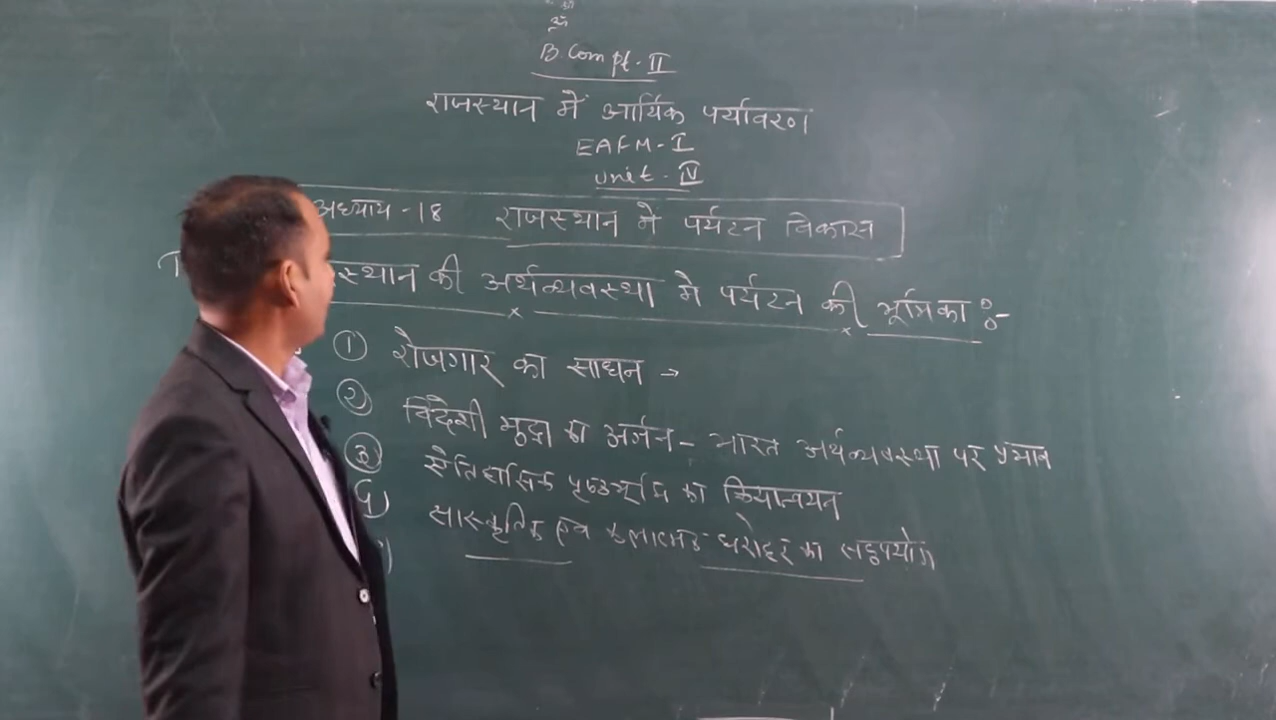 ॐ
B.Com pt. II
राजस्थान में आर्थिक पर्यावरण
EAFM-I
Unit - IV
अध्याय -18 राजस्थान मे पर्यटन विकास
स्थान की अर्थव्यवस्था मे पर्यटन की भूमिका :-
① रोजगार का साधन →
② विदेशी मुद्रा का अर्जन - भारत अर्थव्यवस्था पर प्रभाव
③ ऐतिहासिक पृष्ठभूमि का क्रियान्वयन
सास्कृतिक एव कलात्मक धरोहर का सदुपयोग